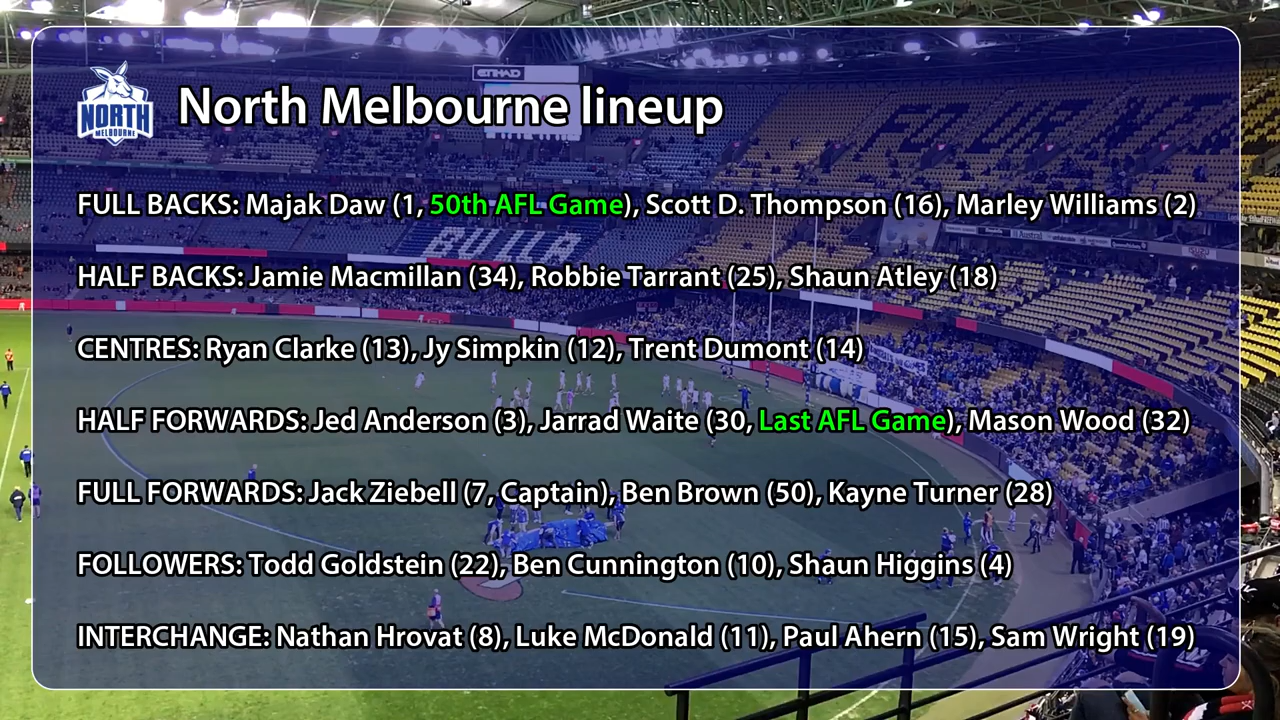 ETIHAD
NORTH
MELBOURNE
North Melbourne lineup
FULL BACKS: Majak Daw (1, 50th AFL Game), Scott D. Thompson (16), Marley Williams (2)
BUILD
HALF BACKS: Jamie Macmillan (34), Robbie Tarrant (25), Shaun Atley (18)
CENTRES: Ryan Clarke (13), Jy Simpkin (12), Trent Dumont (14)
HALF FORWARDS: Jed Anderson (3), Jarrad Waite (30, Last AFL Game), Mason Wood (32)
FULL FORWARDS: Jack Ziebell (7, Captain), Ben Brown (50), Kayne Turner (28)
FOLLOWERS: Todd Goldstein (22), Ben Cunnington (10), Shaun Higgins (4)
INTERCHANGE: Nathan Hrovat (8), Luke McDonald (11), Paul Ahern (15), Sam Wright (19)